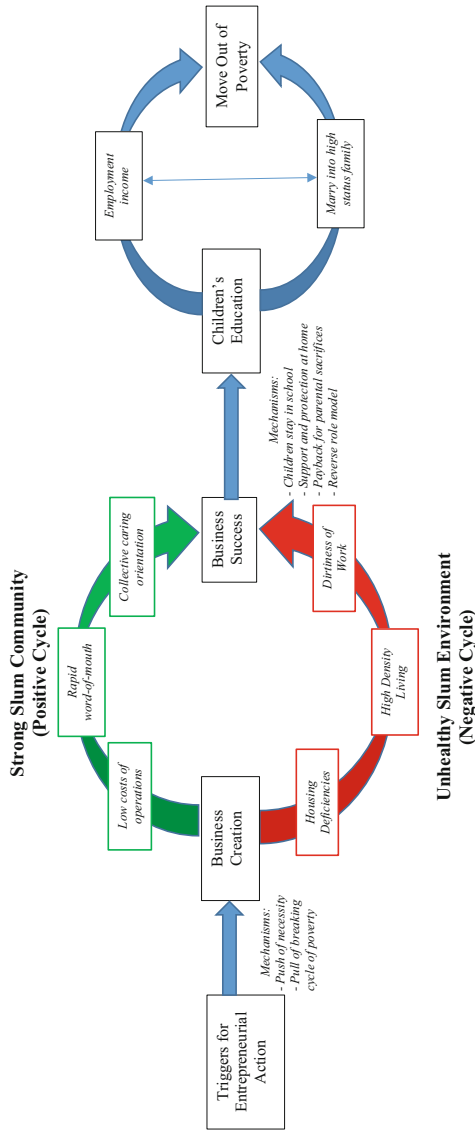 Strong Slum Community
(Positive Cycle)
Triggers for
Entrepreneurial
Action
Mechanisms:
- Push of necessity
- Pull of breaking
cycle of poverty
Business
Creation
Low costs of
operations
Rapid
word-of-mouth
Collective caring
orientation
Housing
Deficiencies
High Density
Living
Dirtiness of
Work
Business
Success
Mechanisms:
- Children stay in school
- Support and protection at home
- Payback for parental sacrifices
- Reverse role model
Children's
Education
Employment
income
Marry into high
status family
Move Out of
Poverty
Unhealthy Slum Environment
(Negative Cycle)